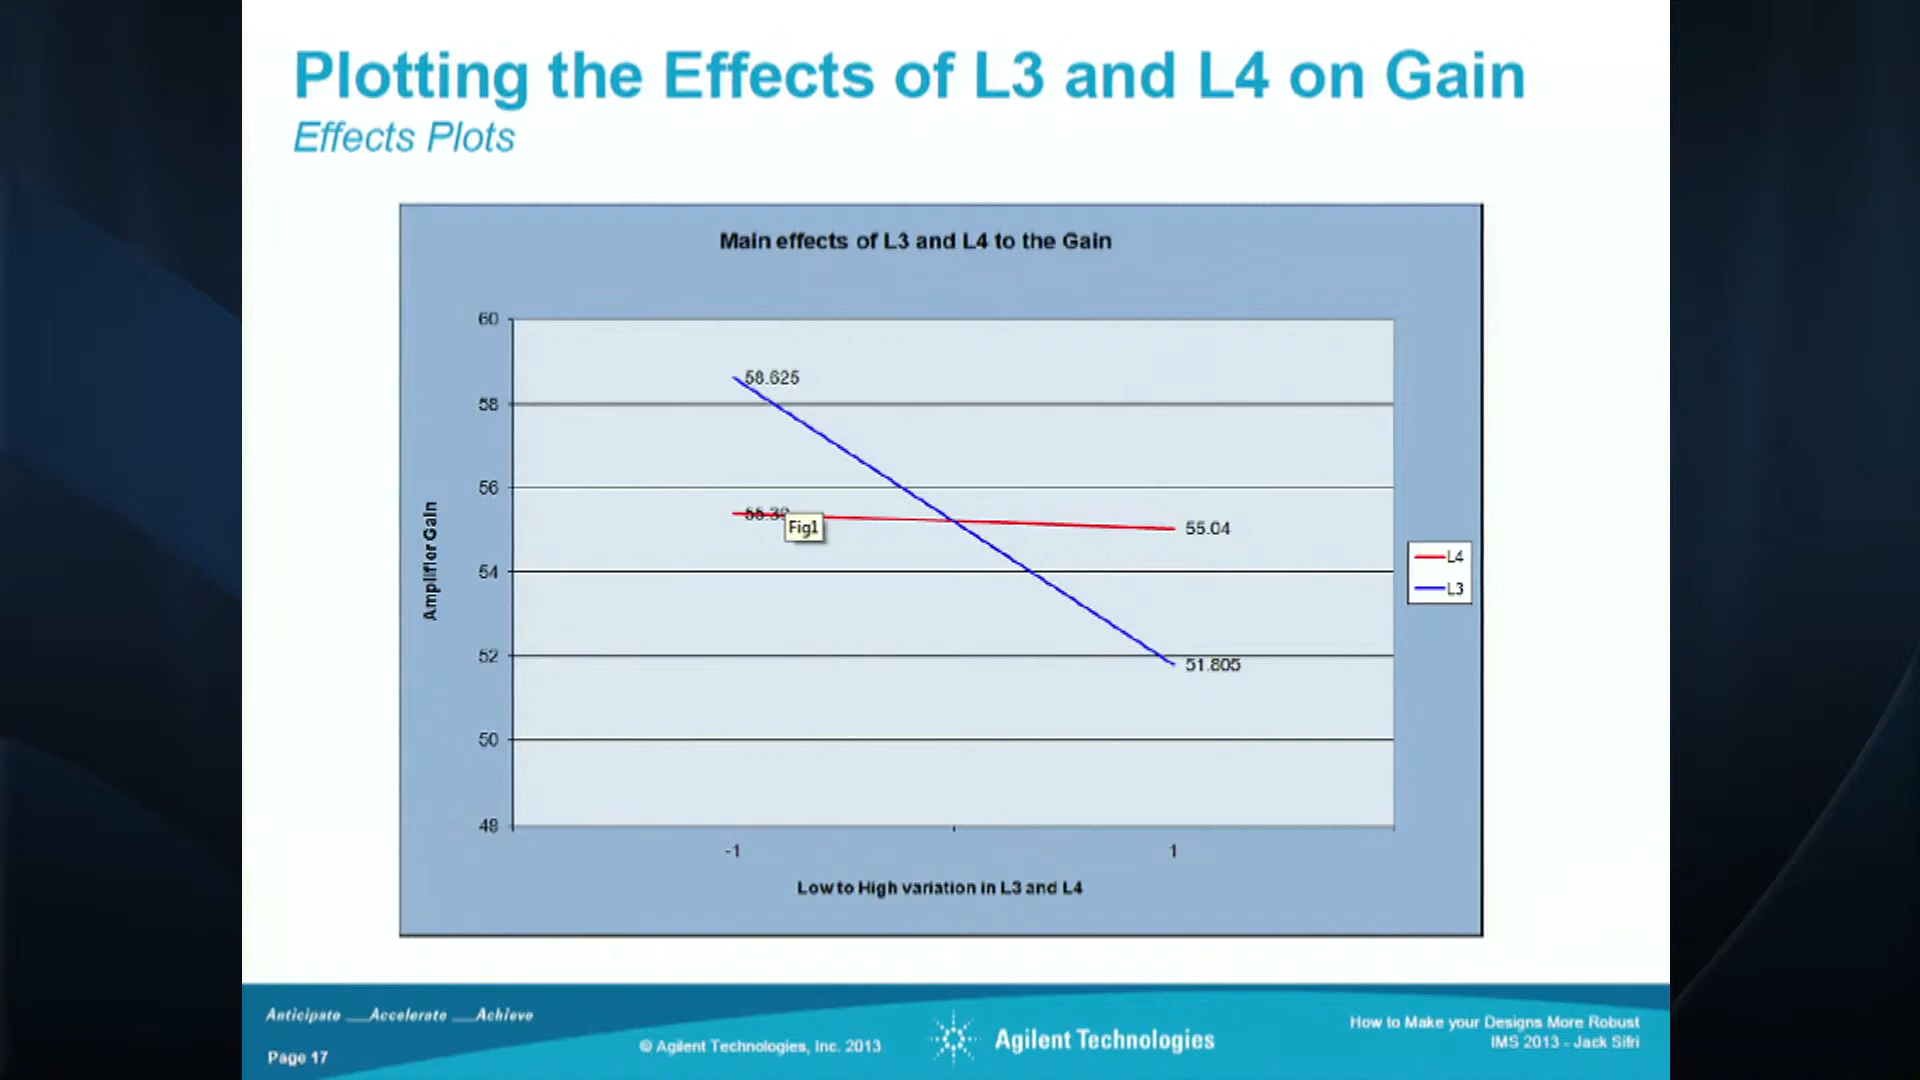 Plotting the Effects of L3 and L4 on Gain
Effects Plots
Main effects of L3 and L4 to the Gain
60
58.625
58
56
Fig1
55.04
Amplifier Gain
54
L4
L3
52
51.805
50
48
-1
1
Low to High variation in L3 and L4
Anticipate __Accelerate __Achieve
Page 17
© Agilent Technologies, Inc. 2013
Agilent Technologies
How to Make your Designs More Robust
IMS 2013 - Jack Sifri